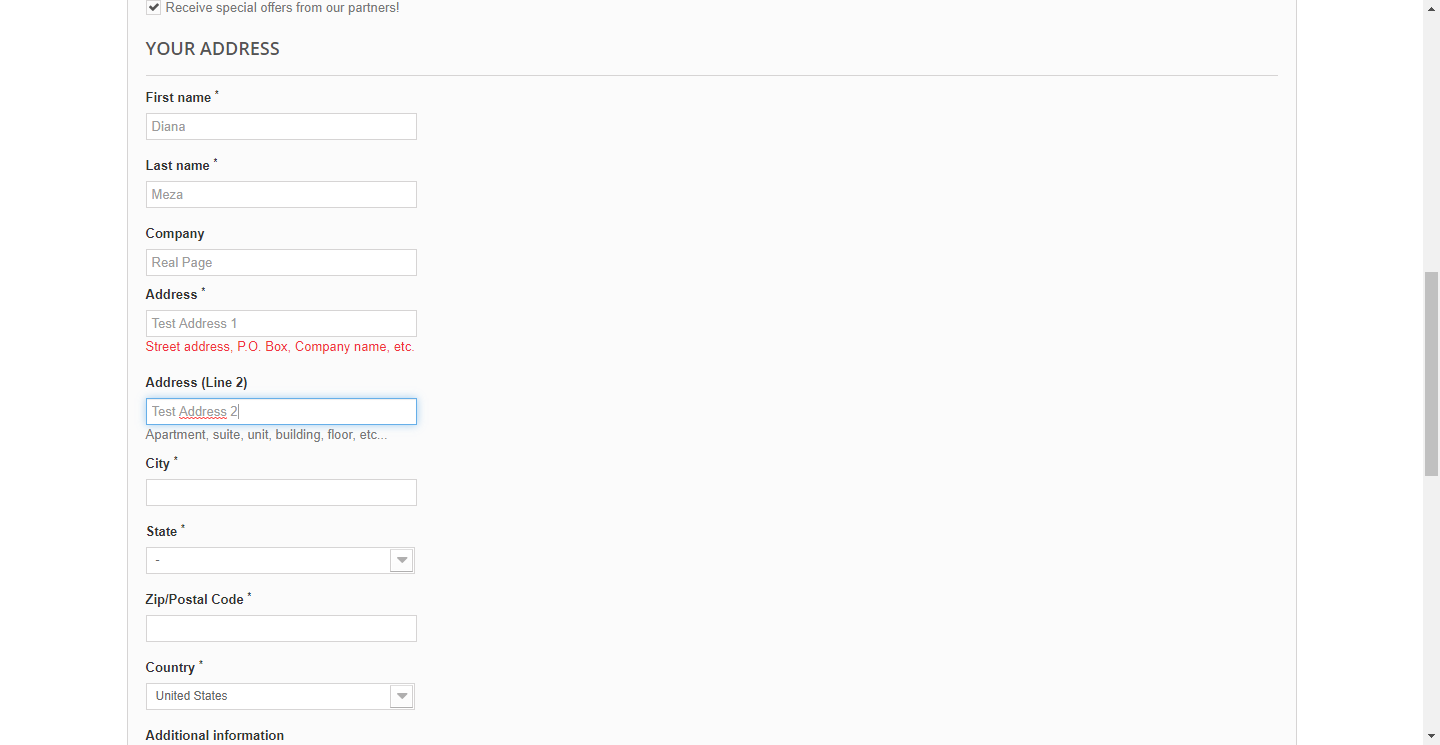 Receive special offers from our partners!
YOUR ADDRESS
First name *
Diana
Last name *
Meza
Company
Real Page
Address *
Test Address 1
Street address, P.O. Box, Company name, etc.
Address (Line 2)
Test Address 2
Apartment, suite, unit, building, floor, etc...
City *
State *
-
Zip/Postal Code *
Country *
United States
Additional information